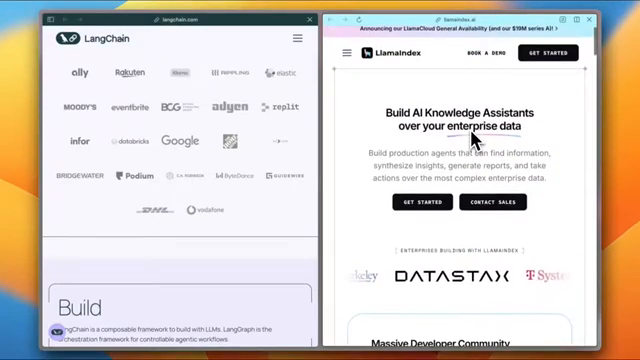 langchain.com
LangChain
ally
Rakuten
Klarna
RIPPLING
elastic
MOODY'S
eventbrite
BCG
adyen
replit
infor
databricks
Google
BRIDGEWATER
Podium
ByteDance
GUIDEWIRE
DHL
vodafone
Build
LangChain is a composable framework to build with LLMs. LangGraph is the
orchestration framework for controllable agentic workflows.
llamaindex.ai
Announcing our LlamaCloud General Availability (and our $19M series A)! >
LlamaIndex
BOOK A DEMO
GET STARTED
Build AI Knowledge Assistants
over your enterprise data
Build production agents that can find information,
synthesize insights, generate reports, and take
actions over the most complex enterprise data.
GET STARTED
CONTACT SALES
[ ENTERPRISES BUILDING WITH LLAMAINDEX ]
keley
DATASTAX
T Syste
Massive Developer Community